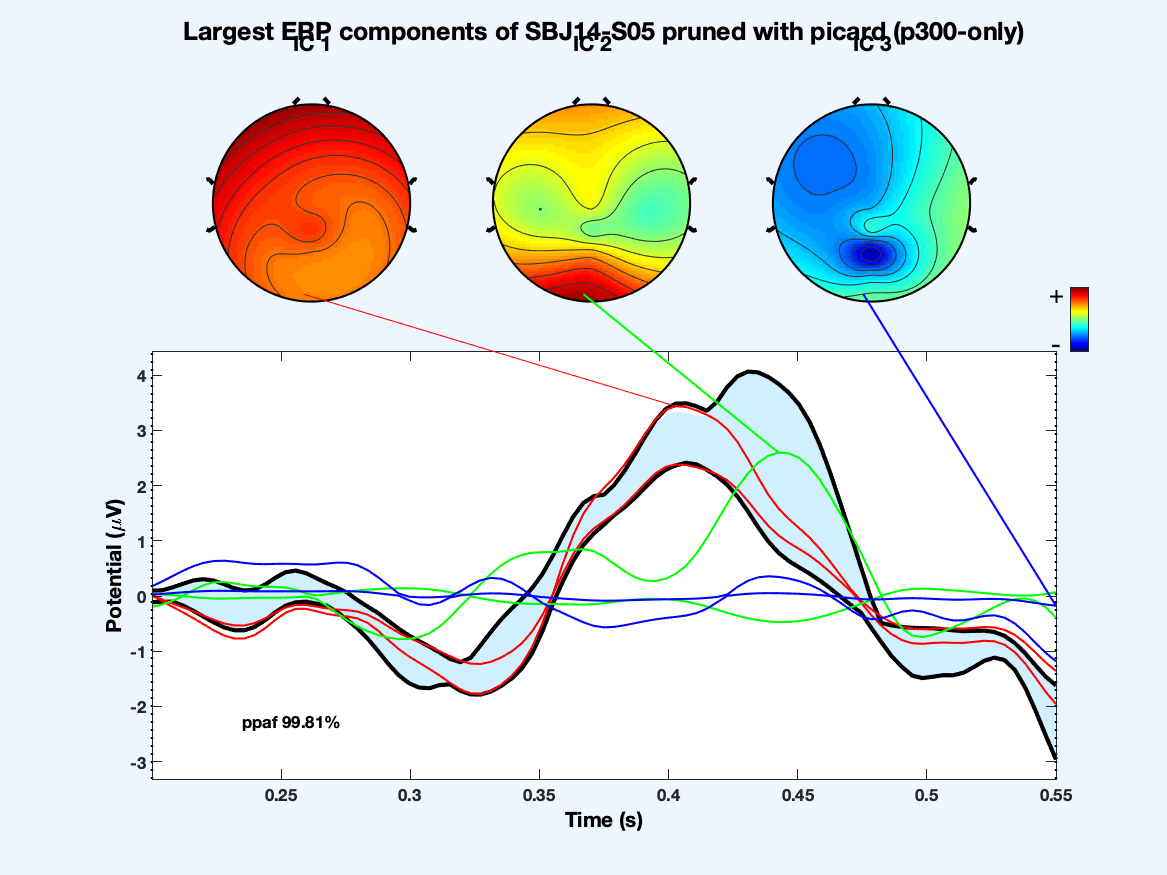 Largest ERP components of SBJ14-S05 pruned with picard (p300-only)
IC 1 IC 2 IC 3
+
-
4
3
2
1
0
-1
-2
-3
Potential (μV)
ppaf 99.81%
0.25 0.3 0.35 0.4 0.45 0.5 0.55
Time (s)